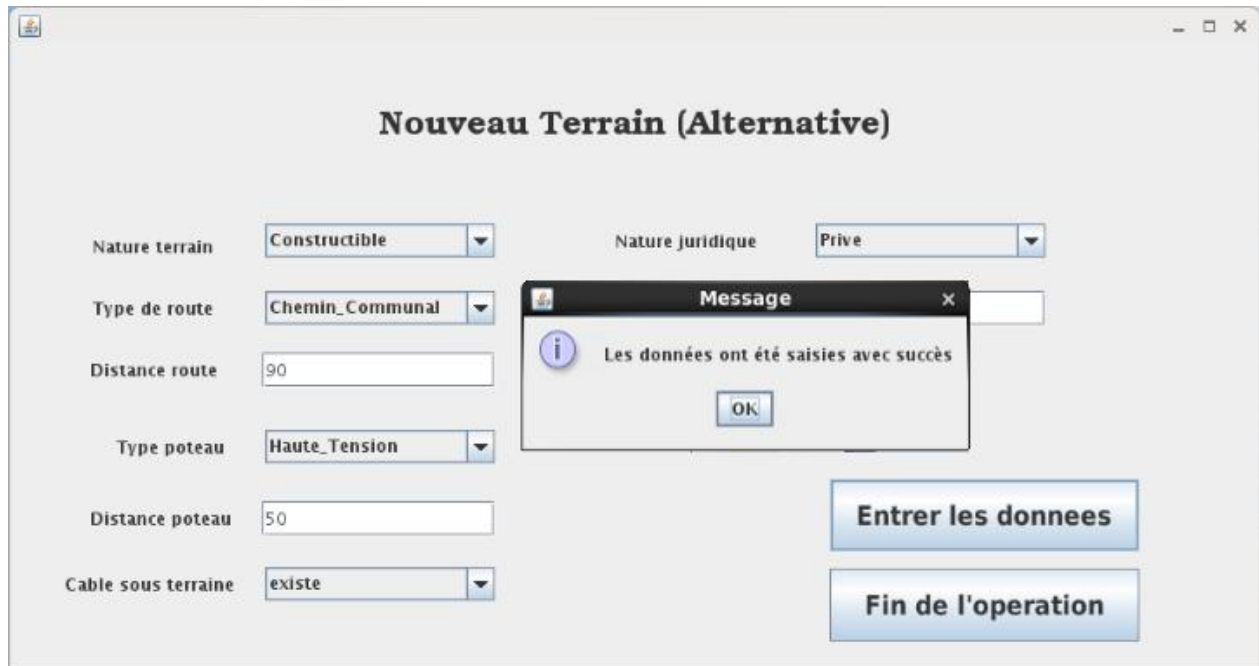 Nouveau Terrain (Alternative)
Nature terrain Constructible Nature juridique Prive
Type de route Chemin_Communal
Message
Les données ont été saisies avec succès
OK
Distance route 90
Type poteau Haute_Tension
Distance poteau 50
Entrer les donnees
Cable sous terraine existe
Fin de l'operation